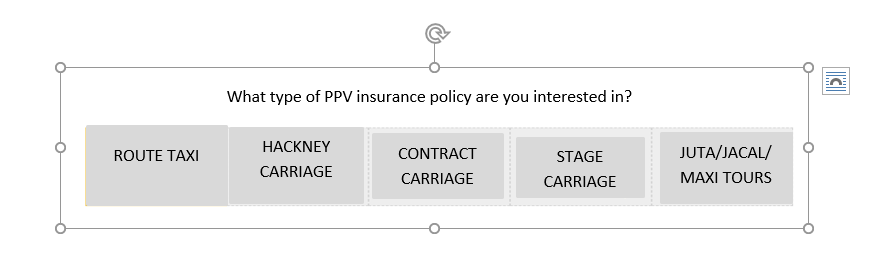 What type of PPV insurance policy are you interested in?
ROUTE TAXI
HACKNEY
CARRIAGE
CONTRACT
CARRIAGE
STAGE
CARRIAGE
JUTA/JACAL/
MAXI TOURS